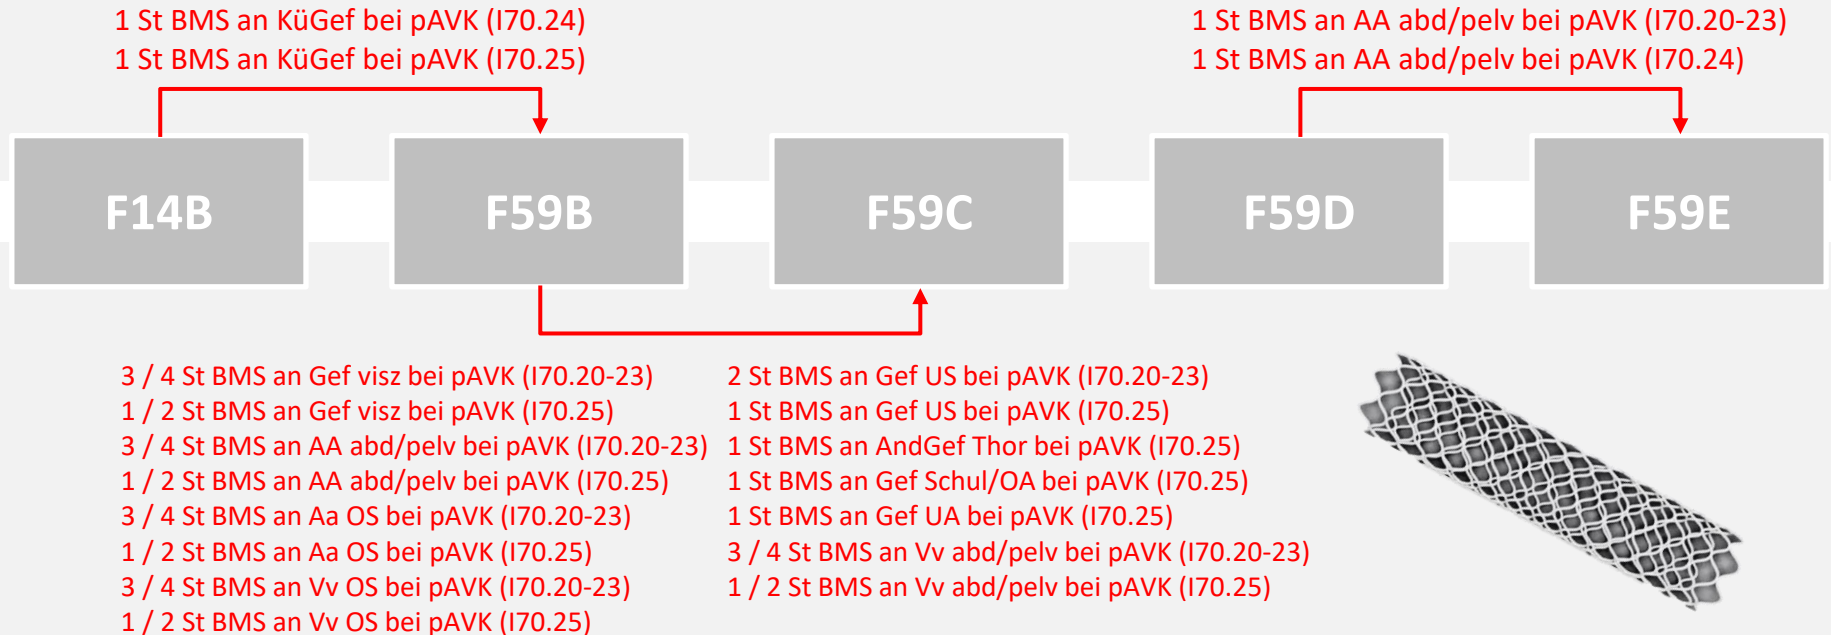 1 St BMS an KüGef bei pAVK (I70.24)
1 St BMS an KüGef bei pAVK (I70.25)
1 St BMS an AA abd/pelv bei pAVK (I70.20-23)
1 St BMS an AA abd/pelv bei pAVK (I70.24)
F14B
F59B
F59C
F59D
F59E
3 / 4 St BMS an Gef visz bei pAVK (I70.20-23)
1 / 2 St BMS an Gef visz bei pAVK (I70.25)
3 / 4 St BMS an AA abd/pelv bei pAVK (I70.20-23)
1 / 2 St BMS an AA abd/pelv bei pAVK (I70.25)
3 / 4 St BMS an Aa OS bei pAVK (I70.20-23)
1 / 2 St BMS an Aa OS bei pAVK (I70.25)
3 / 4 St BMS an Vv OS bei pAVK (I70.20-23)
1 / 2 St BMS an Vv OS bei pAVK (I70.25)
2 St BMS an Gef US bei pAVK (I70.20-23)
1 St BMS an Gef US bei pAVK (I70.25)
1 St BMS an AndGef Thor bei pAVK (I70.25)
1 St BMS an Gef Schul/OA bei pAVK (I70.25)
1 St BMS an Gef UA bei pAVK (I70.25)
3 / 4 St BMS an Vv abd/pelv bei pAVK (I70.20-23)
1 / 2 St BMS an Vv abd/pelv bei pAVK (I70.25)